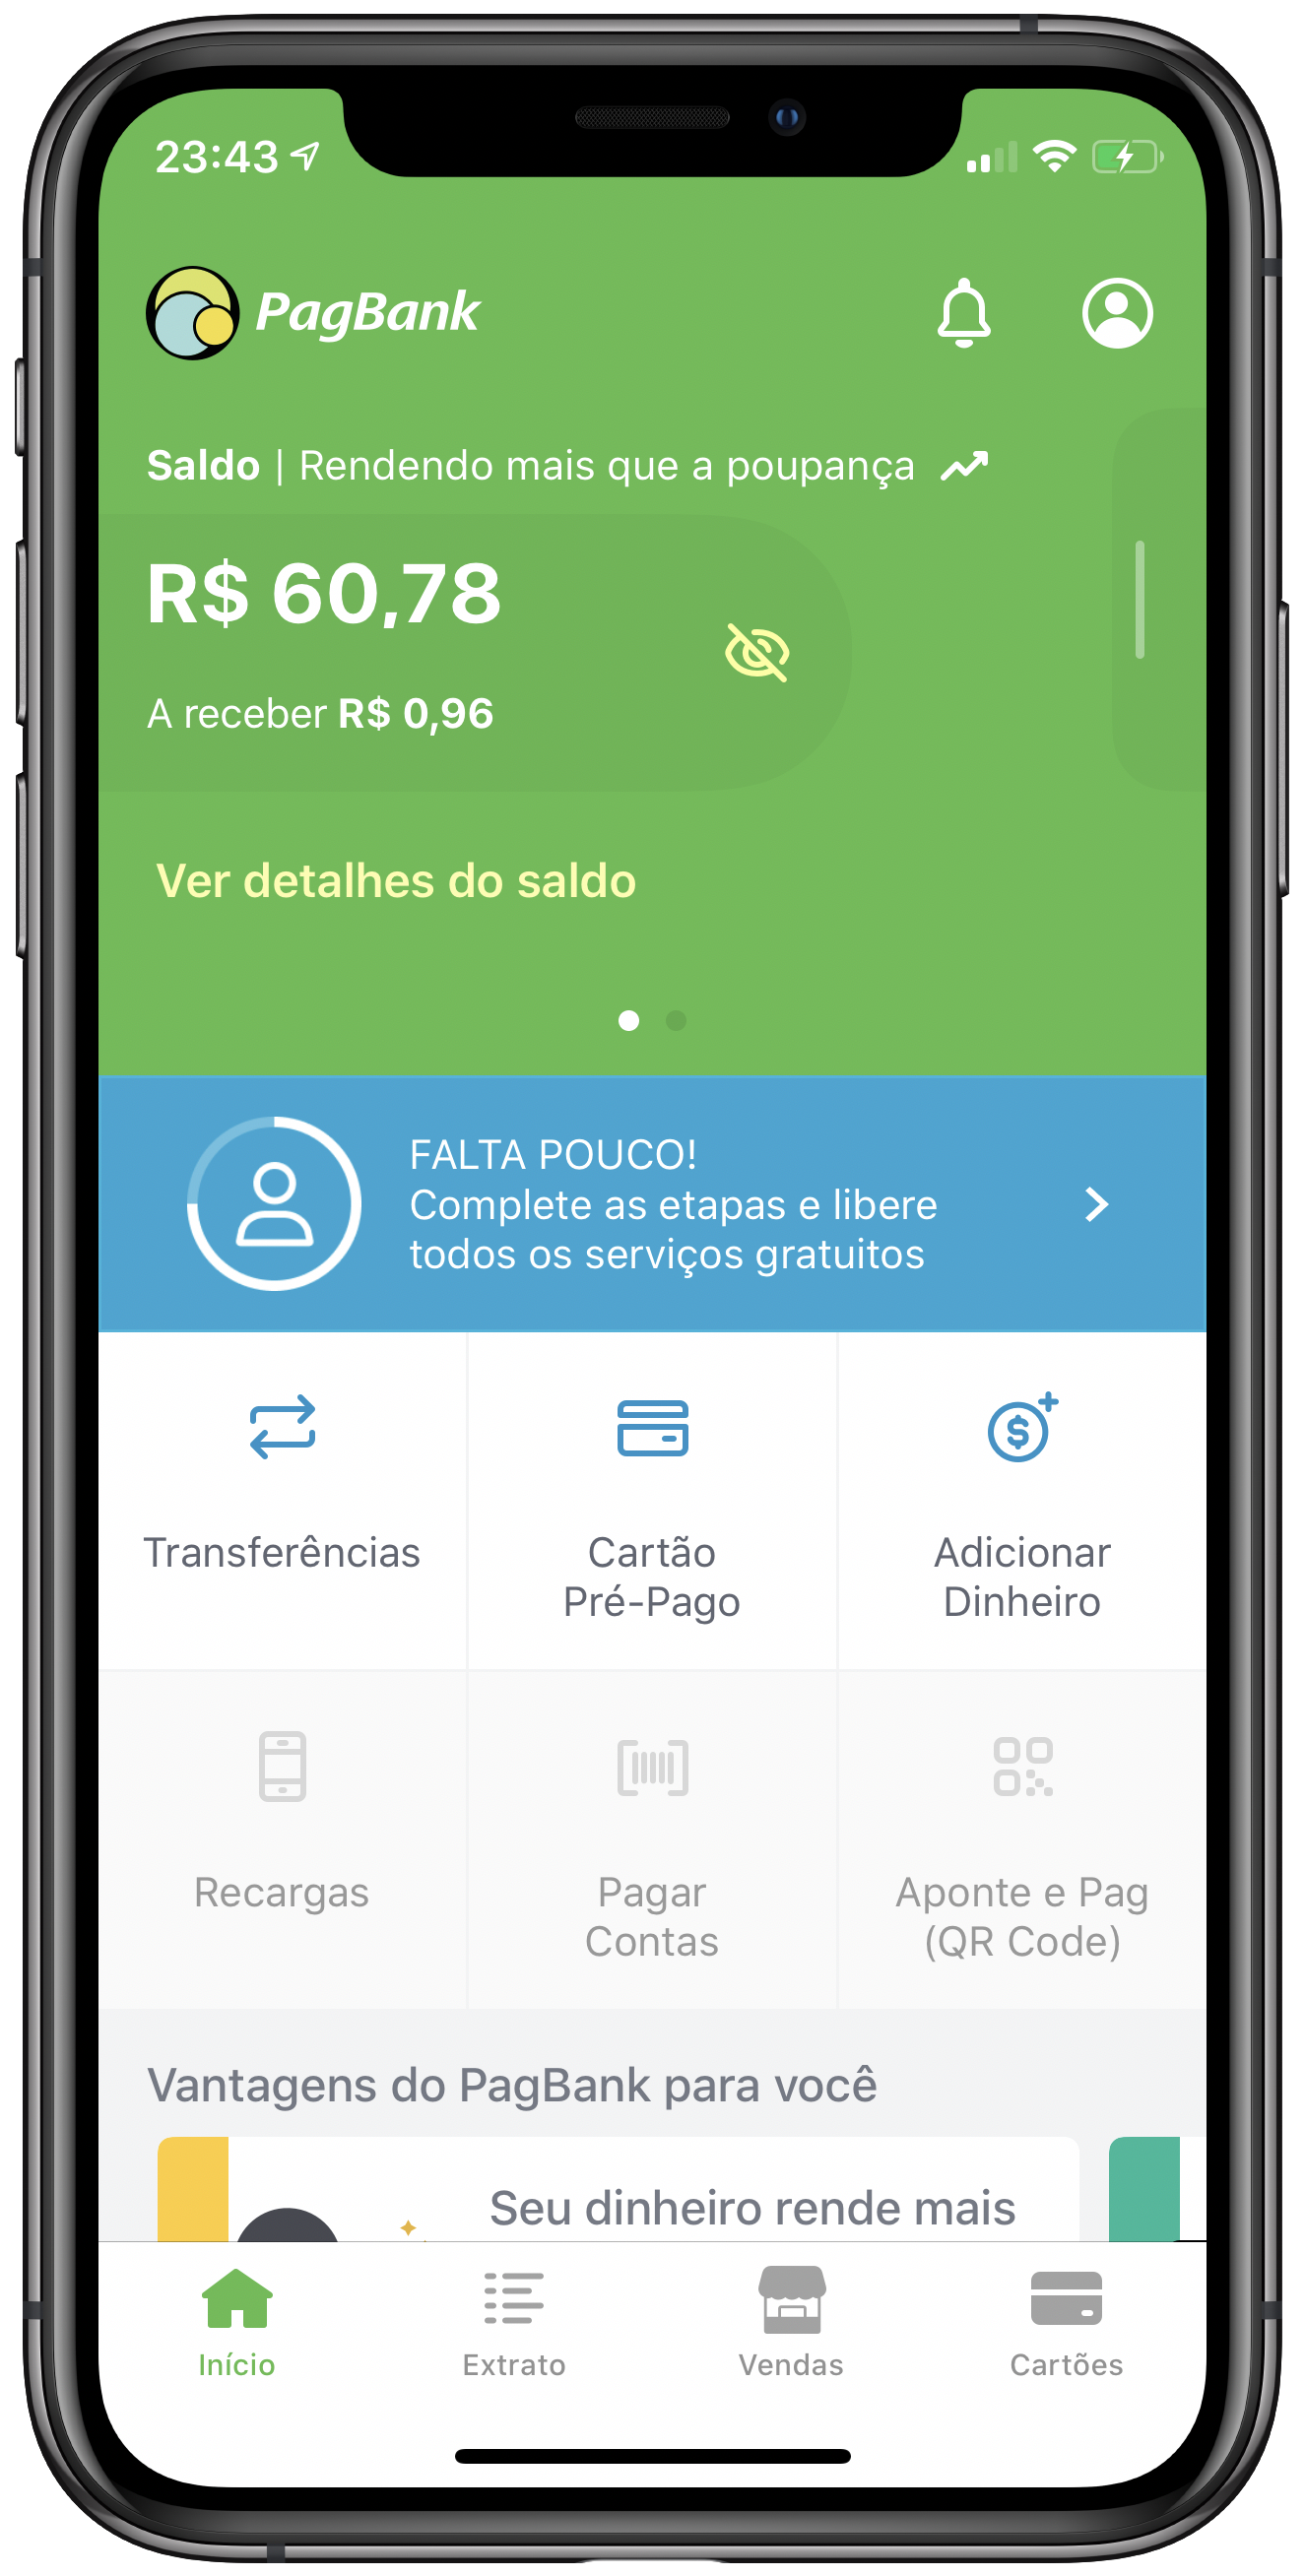 23:43
PagBank
Saldo | Rendendo mais que a poupança
R$ 60,78
A receber R$ 0,96
Ver detalhes do saldo
FALTA POUCO!
Complete as etapas e libere
todos os serviços gratuitos
Transferências
Cartão
Pré-Pago
Adicionar
Dinheiro
Recargas
Pagar
Contas
Aponte e Pag
(QR Code)
Vantagens do PagBank para você
Seu dinheiro rende mais
Início
Extrato
Vendas
Cartões